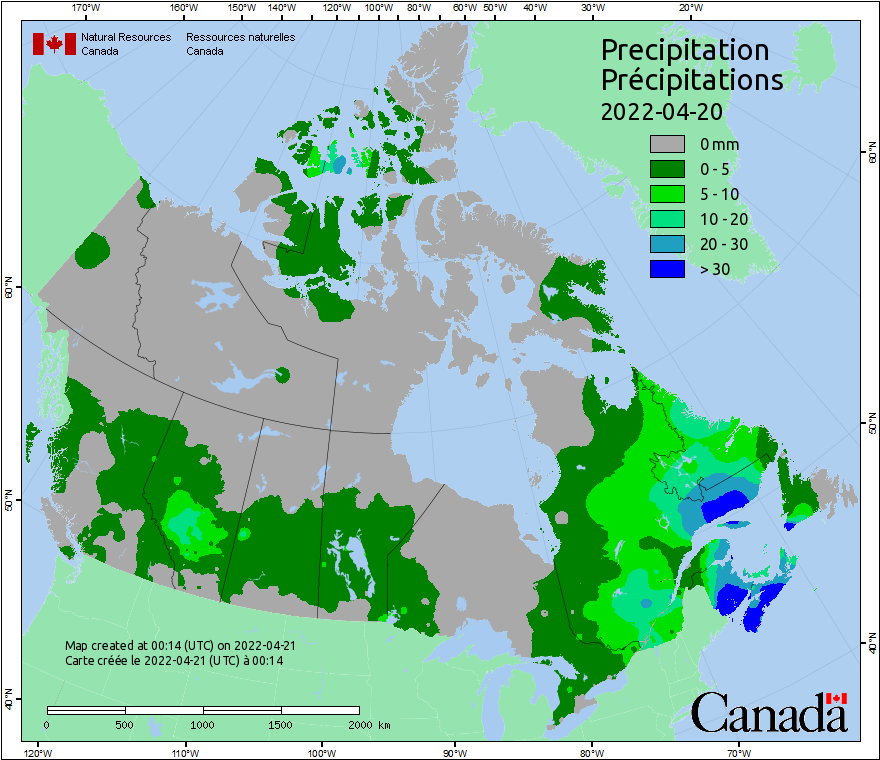 170°W 160°W 150°W 140°W 120°W 100°W 80°W 60°W 50°W 40°W 30°W 20°W
Natural Resources Ressources naturelles
Canada Canada
Precipitation
Précipitations
2022-04-20
0 mm
0 - 5
5 - 10
10 - 20
20 - 30
> 30
60°N
60°N
50°N
50°N
40°N
40°N
Map created at 00:14 (UTC) on 2022-04-21
Carte créée le 2022-04-21 (UTC) à 00:14
0 500 1000 1500 2000 km
Canada
120°W 110°W 100°W 90°W 80°W 70°W